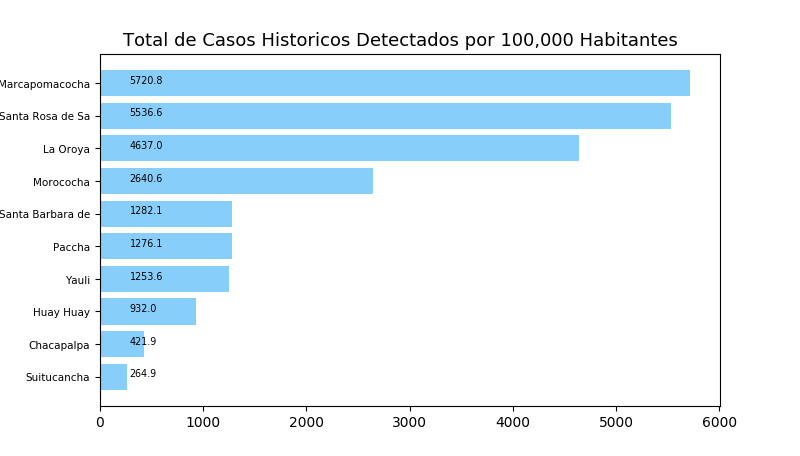 Total de Casos Historicos Detectados por 100,000 Habitantes
Marcapomacocha 5720.8
Santa Rosa de Sa 5536.6
La Oroya 4637.0
Morococha 2640.6
Santa Barbara de 1282.1
Paccha 1276.1
Yauli 1253.6
Huay Huay 932.0
Chacapalpa 421.9
Suitucancha 264.9
0 1000 2000 3000 4000 5000 6000